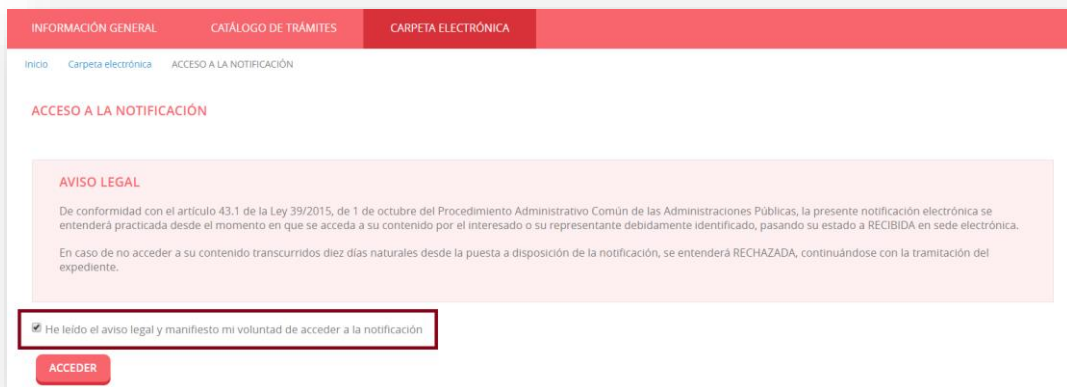 INFORMACIÓN GENERAL CATÁLOGO DE TRÁMITES CARPETA ELECTRÓNICA
Inicio Carpeta electrónica ACCESO A LA NOTIFICACIÓN
ACCESO A LA NOTIFICACIÓN
AVISO LEGAL
De conformidad con el artículo 43.1 de la Ley 39/2015, de 1 de octubre del Procedimiento Administrativo Común de las Administraciones Públicas, la presente notificación electrónica se
entenderá practicada desde el momento en que se acceda a su contenido por el interesado o su representante debidamente identificado, pasando su estado a RECIBIDA en sede electrónica.
En caso de no acceder a su contenido transcurridos diez días naturales desde la puesta a disposición de la notificación, se entenderá RECHAZADA, continuándose con la tramitación del
expediente.
He leído el aviso legal y manifiesto mi voluntad de acceder a la notificación
ACCEDER